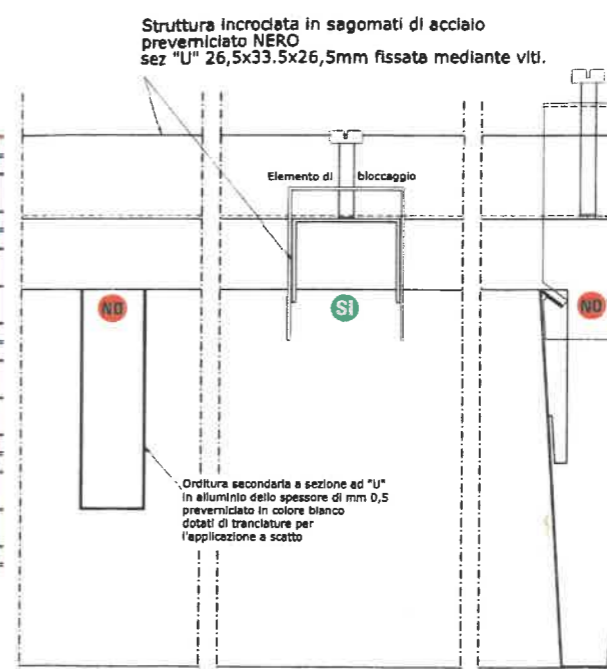 Struttura incrociata in sagomati di acciaio
preverniciato NERO
sez "U" 26,5x33.5x26,5mm fissata mediante viti.
Elemento di bloccaggio
NO
SI
NO
Orditura secondaria a sezione ad "U"
in alluminio dello spessore di mm 0,5
preverniciato in colore bianco
dotati di tranciature per
l'applicazione a scatto